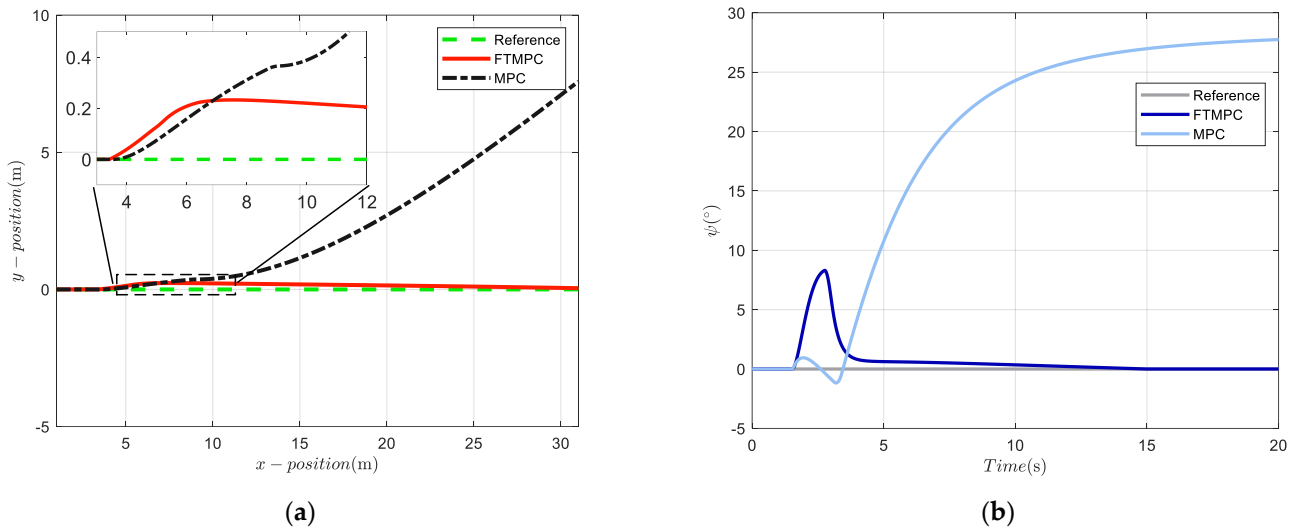 10
5
0
-5
y − position(m)
0.4
0.2
0
4 6 8 10 12
Reference
FTMPC
MPC
5 10 15 20 25 30
x − position(m)
(a)
30
25
20
15
10
5
0
-5
ψ(°)
Reference
FTMPC
MPC
0 5 10 15 20
Time(s)
(b)